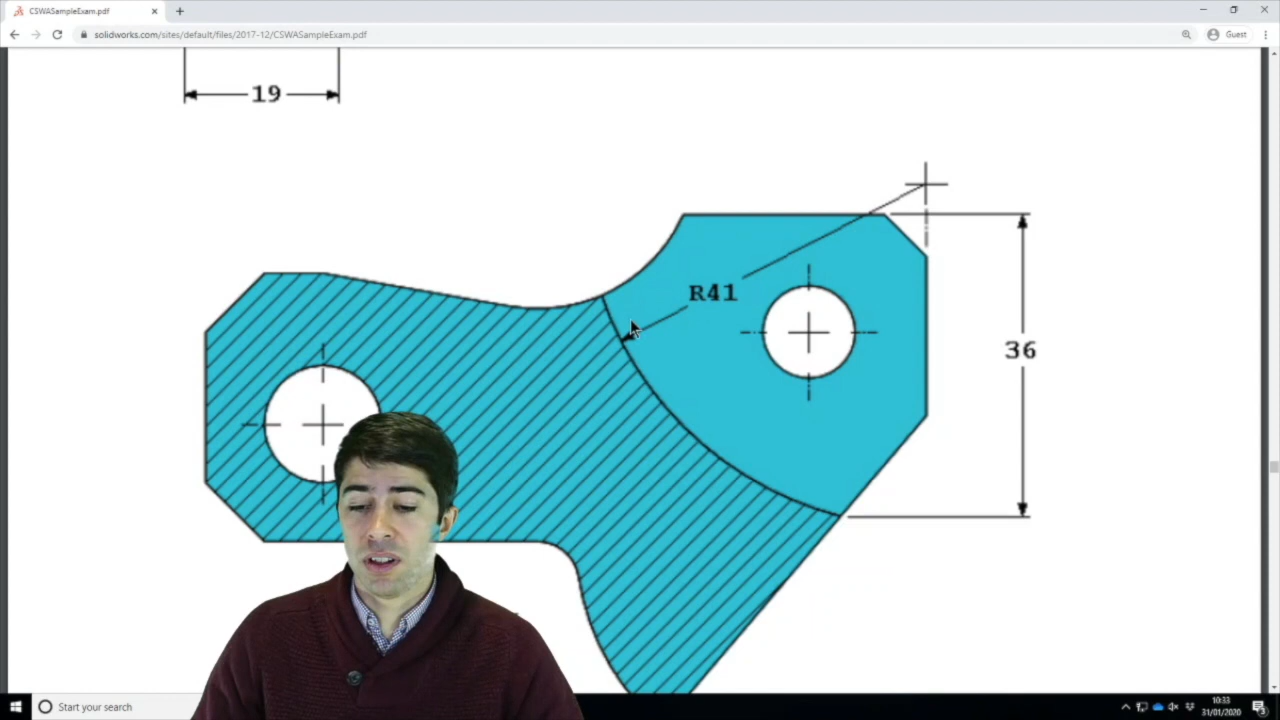 CSWASampleExam.pdf
solidworks.com/sites/default/files/2017-12/CSWASampleExam.pdf
Guest
19
R41
36
Start your search
10:33
31/01/2020
3